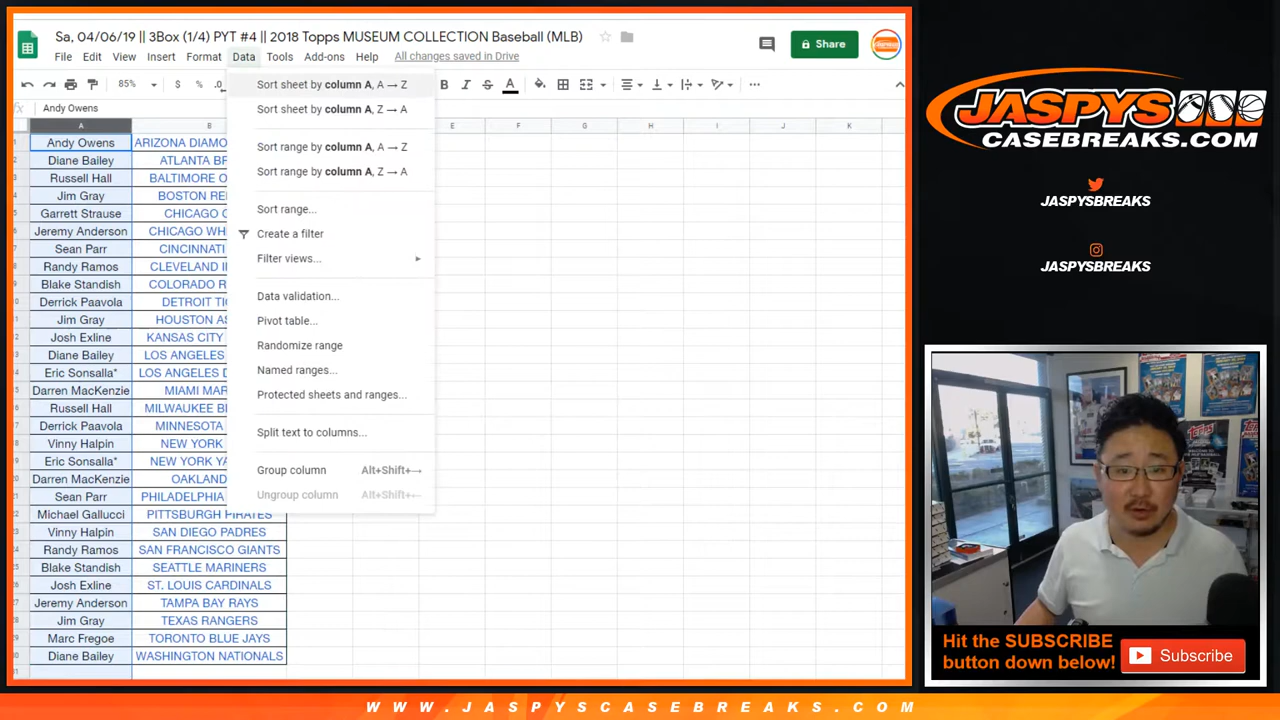 Sa, 04/06/19 || 3Box (1/4) PYT #4 || 2018 Topps MUSEUM COLLECTION Baseball (MLB)
File Edit View Insert Format Data Tools Add-ons Help All changes saved in Drive
Share
85% $ % .0 B I S A
Andy Owens
A B E F G H I J K
Andy Owens ARIZONA DIAMO
Diane Bailey ATLANTA BR
Russell Hall BALTIMORE O
Jim Gray BOSTON RE
Garrett Strause CHICAGO C
Jeremy Anderson CHICAGO WH
Sean Parr CINCINNATI
Randy Ramos CLEVELAND I
Blake Standish COLORADO R
Derrick Paavola DETROIT TI
Jim Gray HOUSTON AS
Josh Exline KANSAS CITY
Diane Bailey LOS ANGELES
Eric Sonsalla* LOS ANGELES D
Darren MacKenzie MIAMI MAR
Russell Hall MILWAUKEE B
Derrick Paavola MINNESOTA
Vinny Halpin NEW YORK
Eric Sonsalla* NEW YORK YA
Darren MacKenzie OAKLAND
Sean Parr PHILADELPHIA
Michael Gallucci PITTSBURGH PIRATES
Vinny Halpin SAN DIEGO PADRES
Randy Ramos SAN FRANCISCO GIANTS
Blake Standish SEATTLE MARINERS
Josh Exline ST. LOUIS CARDINALS
Jeremy Anderson TAMPA BAY RAYS
Jim Gray TEXAS RANGERS
Marc Fregoe TORONTO BLUE JAYS
Diane Bailey WASHINGTON NATIONALS
Sort sheet by column A, A → Z
Sort sheet by column A, Z → A
Sort range by column A, A → Z
Sort range by column A, Z → A
Sort range...
Create a filter
Filter views...
Data validation...
Pivot table...
Randomize range
Named ranges...
Protected sheets and ranges...
Split text to columns...
Group column Alt+Shift+→
Ungroup column Alt+Shift+←
JASPYS
CASEBREAKS.COM
JASPYSBREAKS
JASPYSBREAKS
Hit the SUBSCRIBE
button down below!
Subscribe
WWW.JASPYSCASEBREAKS.COM